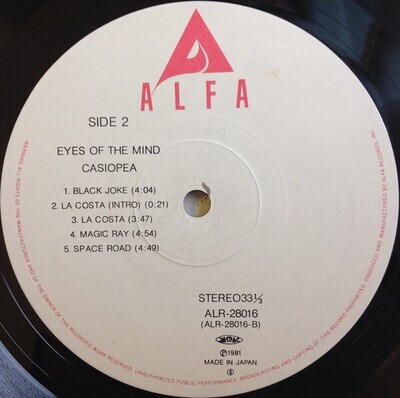 ALFA
SIDE 2
EYES OF THE MIND
CASIOPEA
1. BLACK JOKE (4:04)
2. LA COSTA (INTRO) (0:21)
3. LA COSTA (3:47)
4. MAGIC RAY (4:54)
5. SPACE ROAD (4:49)
STEREO33⅓
ALR-28016
(ALR-28016-B)
Ⓟ1981
MADE IN JAPAN
Ⓢ
WARNING: ALL RIGHTS OF THE MANUFACTURER AND OF THE OWNER OF THE RECORDED WORK RESERVED. UNAUTHORIZED PUBLIC PERFORMANCE, BROADCASTING AND COPYING OF THIS RECORD PROHIBITED. PRODUCED AND MANUFACTURED BY ALFA RECORDS, INC.